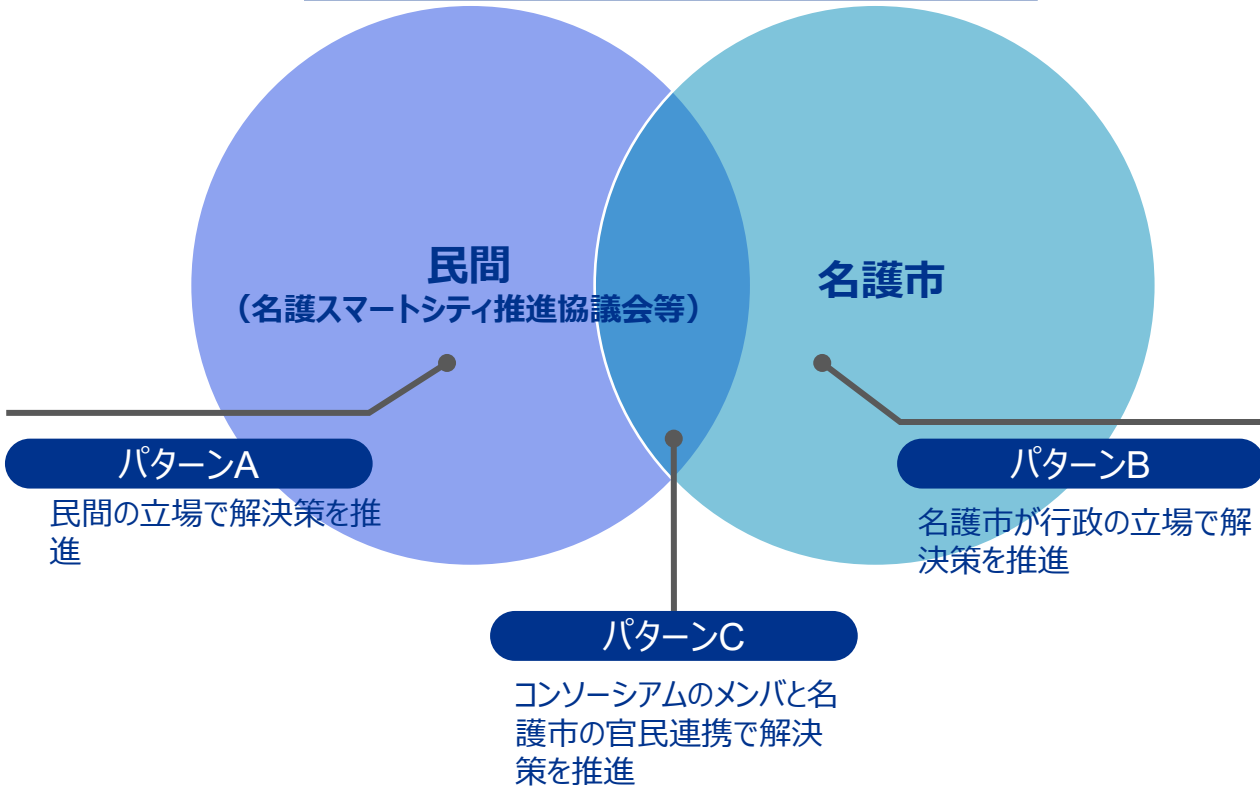 民間
（名護スマートシティ推進協議会等）
名護市
パターンA
民間の立場で解決策を推
進
パターンB
名護市が行政の立場で解
決策を推進
パターンC
コンソーシアムのメンバと名
護市の官民連携で解決
策を推進